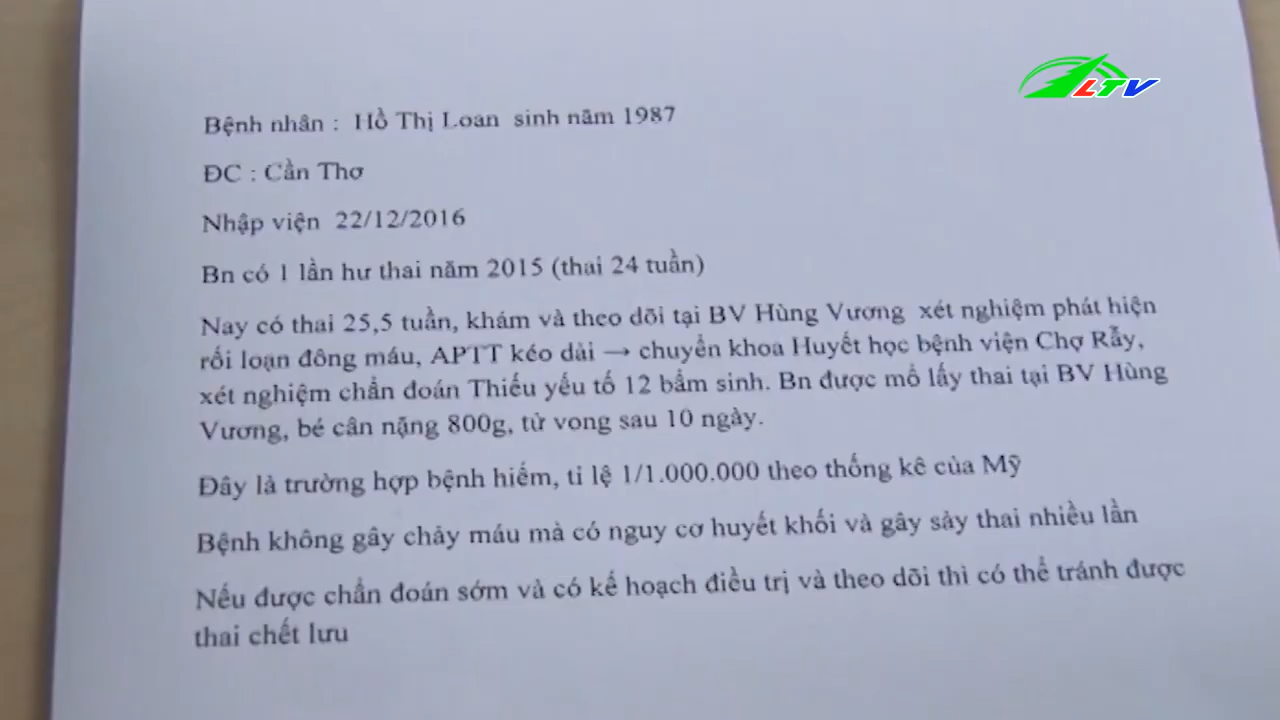 LTV
Bệnh nhân : Hồ Thị Loan sinh năm 1987
ĐC : Cần Thơ
Nhập viện 22/12/2016
Bn có 1 lần hư thai năm 2015 (thai 24 tuần)
Nay có thai 25,5 tuần, khám và theo dõi tại BV Hùng Vương xét nghiệm phát hiện
rối loạn đông máu, APTT kéo dài → chuyển khoa Huyết học bệnh viện Chợ Rẫy,
xét nghiệm chẩn đoán Thiếu yếu tố 12 bẩm sinh. Bn được mổ lấy thai tại BV Hùng
Vương, bé cân nặng 800g, tử vong sau 10 ngày.
Đây là trường hợp bệnh hiếm, tỉ lệ 1/1.000.000 theo thống kê của Mỹ
Bệnh không gây chảy máu mà có nguy cơ huyết khối và gây sảy thai nhiều lần
Nếu được chẩn đoán sớm và có kế hoạch điều trị và theo dõi thì có thể tránh được
thai chết lưu